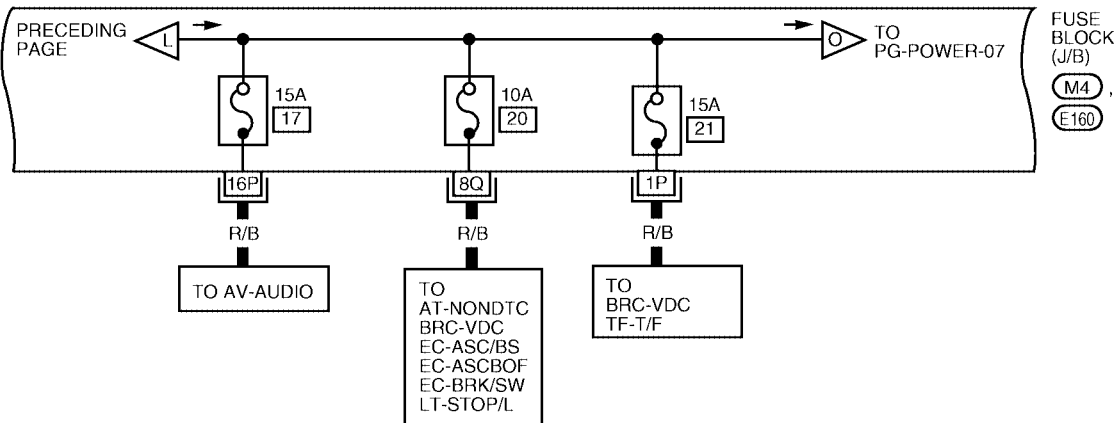 PRECEDING
PAGE
L
O
TO
PG-POWER-07
FUSE
BLOCK
(J/B)
M4 ,
E160
15A
17
10A
20
15A
21
16P
8Q
1P
R/B
R/B
R/B
TO AV-AUDIO
TO
AT-NONDTC
BRC-VDC
EC-ASC/BS
EC-ASCBOF
EC-BRK/SW
LT-STOP/L
TO
BRC-VDC
TF-T/F